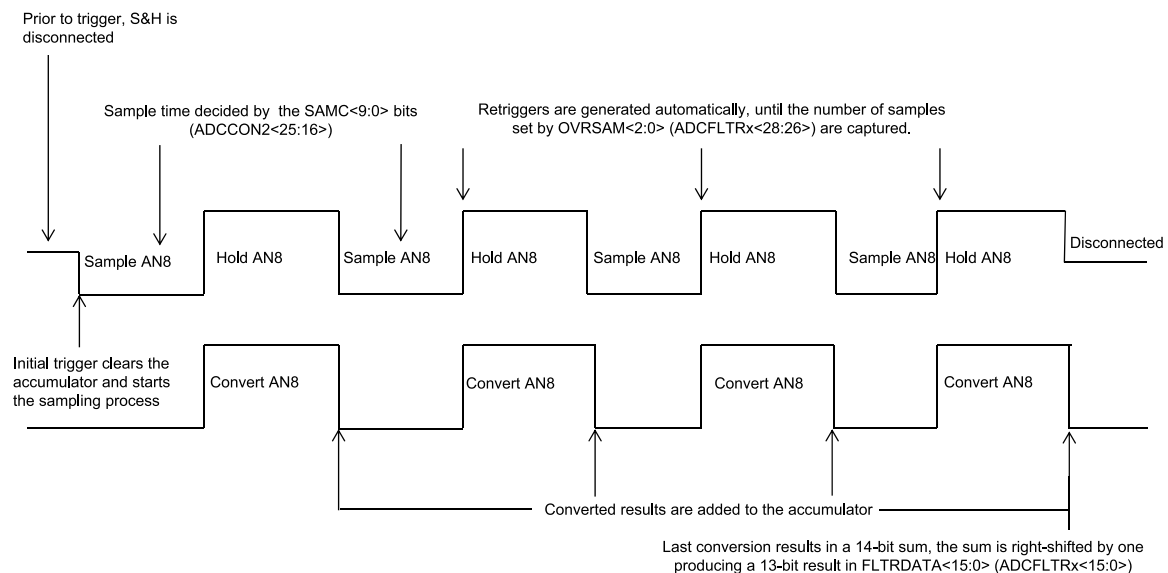 Prior to trigger, S&H is
disconnected
Sample time decided by the SAMC<9:0> bits
(ADCCON2<25:16>)
Retriggers are generated automatically, until the number of samples
set by OVRSAM<2:0> (ADCFLTRx<28:26>) are captured.
Sample AN8
Hold AN8
Sample AN8
Hold AN8
Sample AN8
Hold AN8
Sample AN8
Hold AN8
Disconnected
Initial trigger clears the
accumulator and starts
the sampling process
Convert AN8
Convert AN8
Convert AN8
Convert AN8
Converted results are added to the accumulator
Last conversion results in a 14-bit sum, the sum is right-shifted by one
producing a 13-bit result in FLTRDATA<15:0> (ADCFLTRx<15:0>)